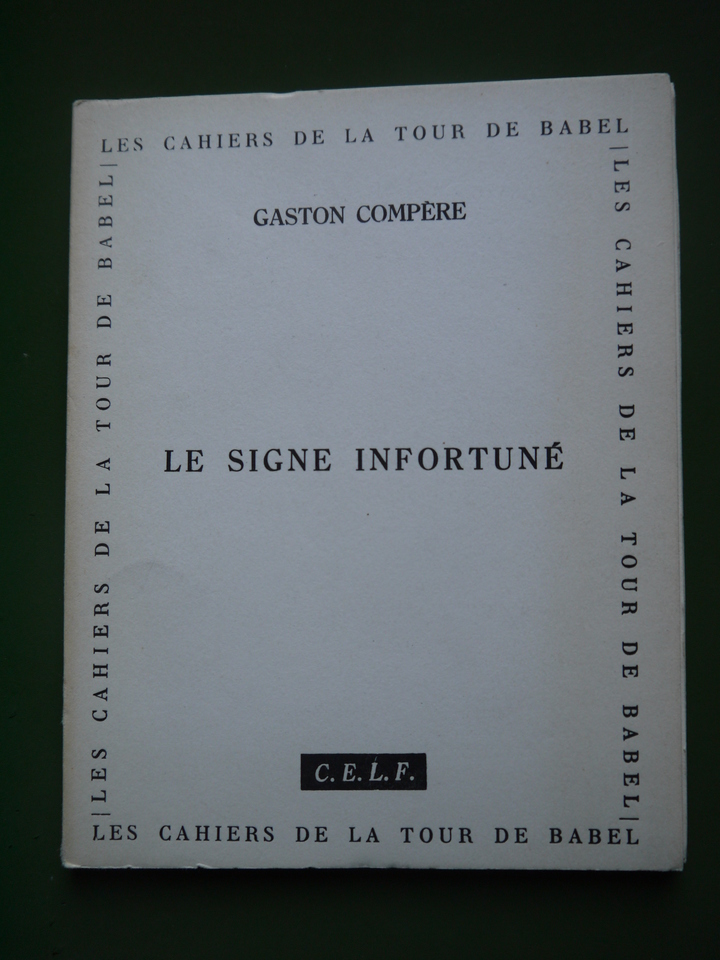 LES CAHIERS DE LA TOUR DE BABEL
|LES CAHIERS DE LA TOUR DE BABEL|
|LES CAHIERS DE LA TOUR DE BABEL|
GASTON COMPÈRE
LE SIGNE INFORTUNÉ
C. E. L. F.
LES CAHIERS DE LA TOUR DE BABEL